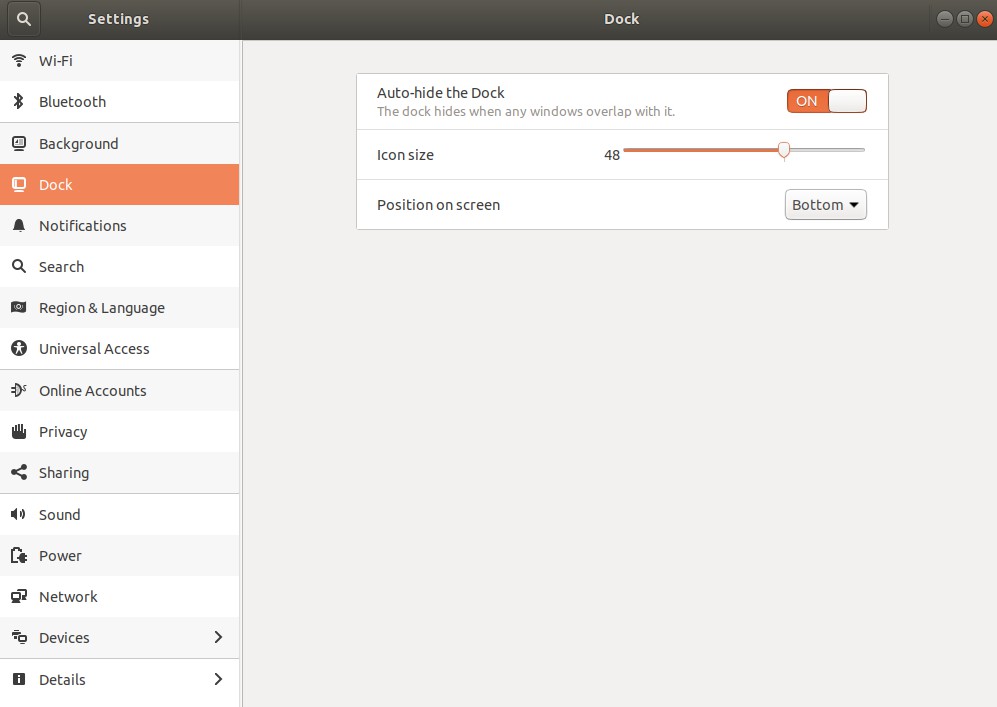 Settings
Dock
Wi-Fi
Bluetooth
Background
Dock
Notifications
Search
Region & Language
Universal Access
Online Accounts
Privacy
Sharing
Sound
Power
Network
Devices
Details
Auto-hide the Dock
The dock hides when any windows overlap with it.
ON
Icon size
48
Position on screen
Bottom